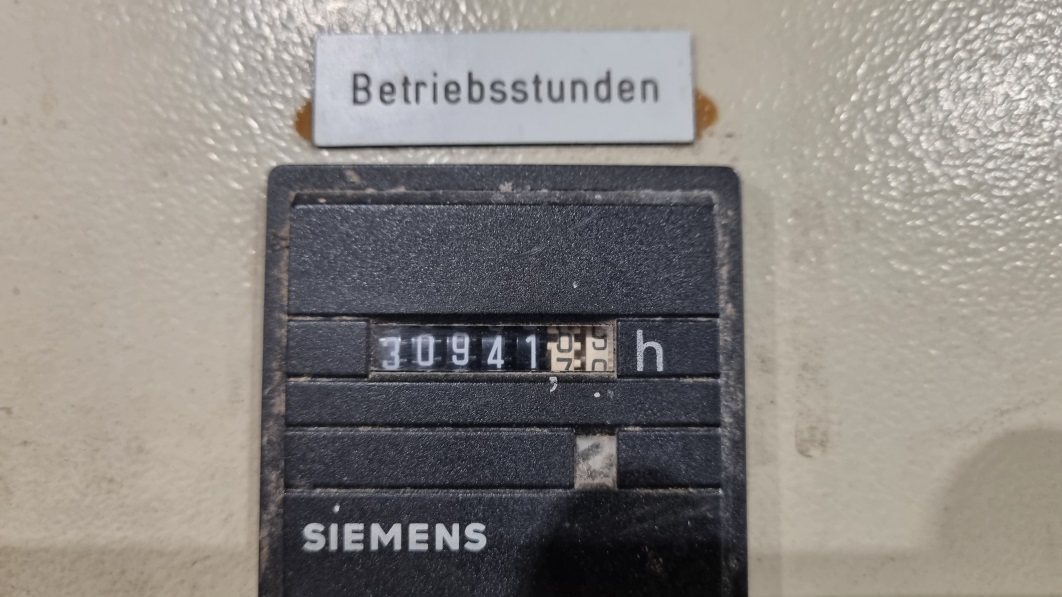 Betriebsstunden
30941 h
SIEMENS